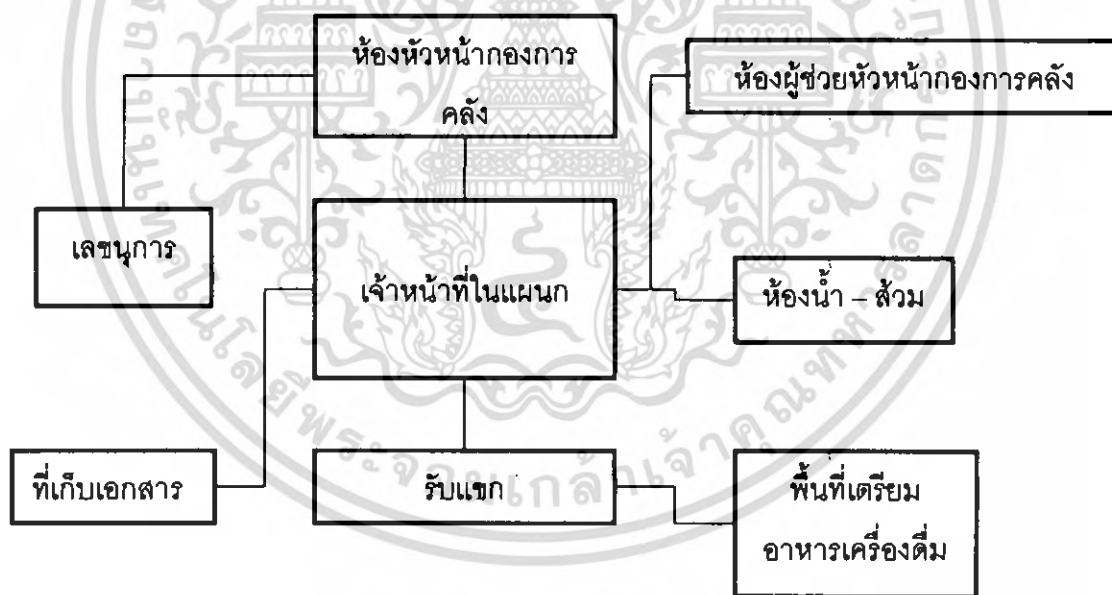 ห้องหัวหน้ากองการ
คลัง
ห้องผู้ช่วยหัวหน้ากองการคลัง
เลขนุการ
เจ้าหน้าที่ในแผนก
ห้องน้ำ – ส้วม
ที่เก็บเอกสาร
รับแขก
พื้นที่เตรียม
อาหารเครื่องดื่ม